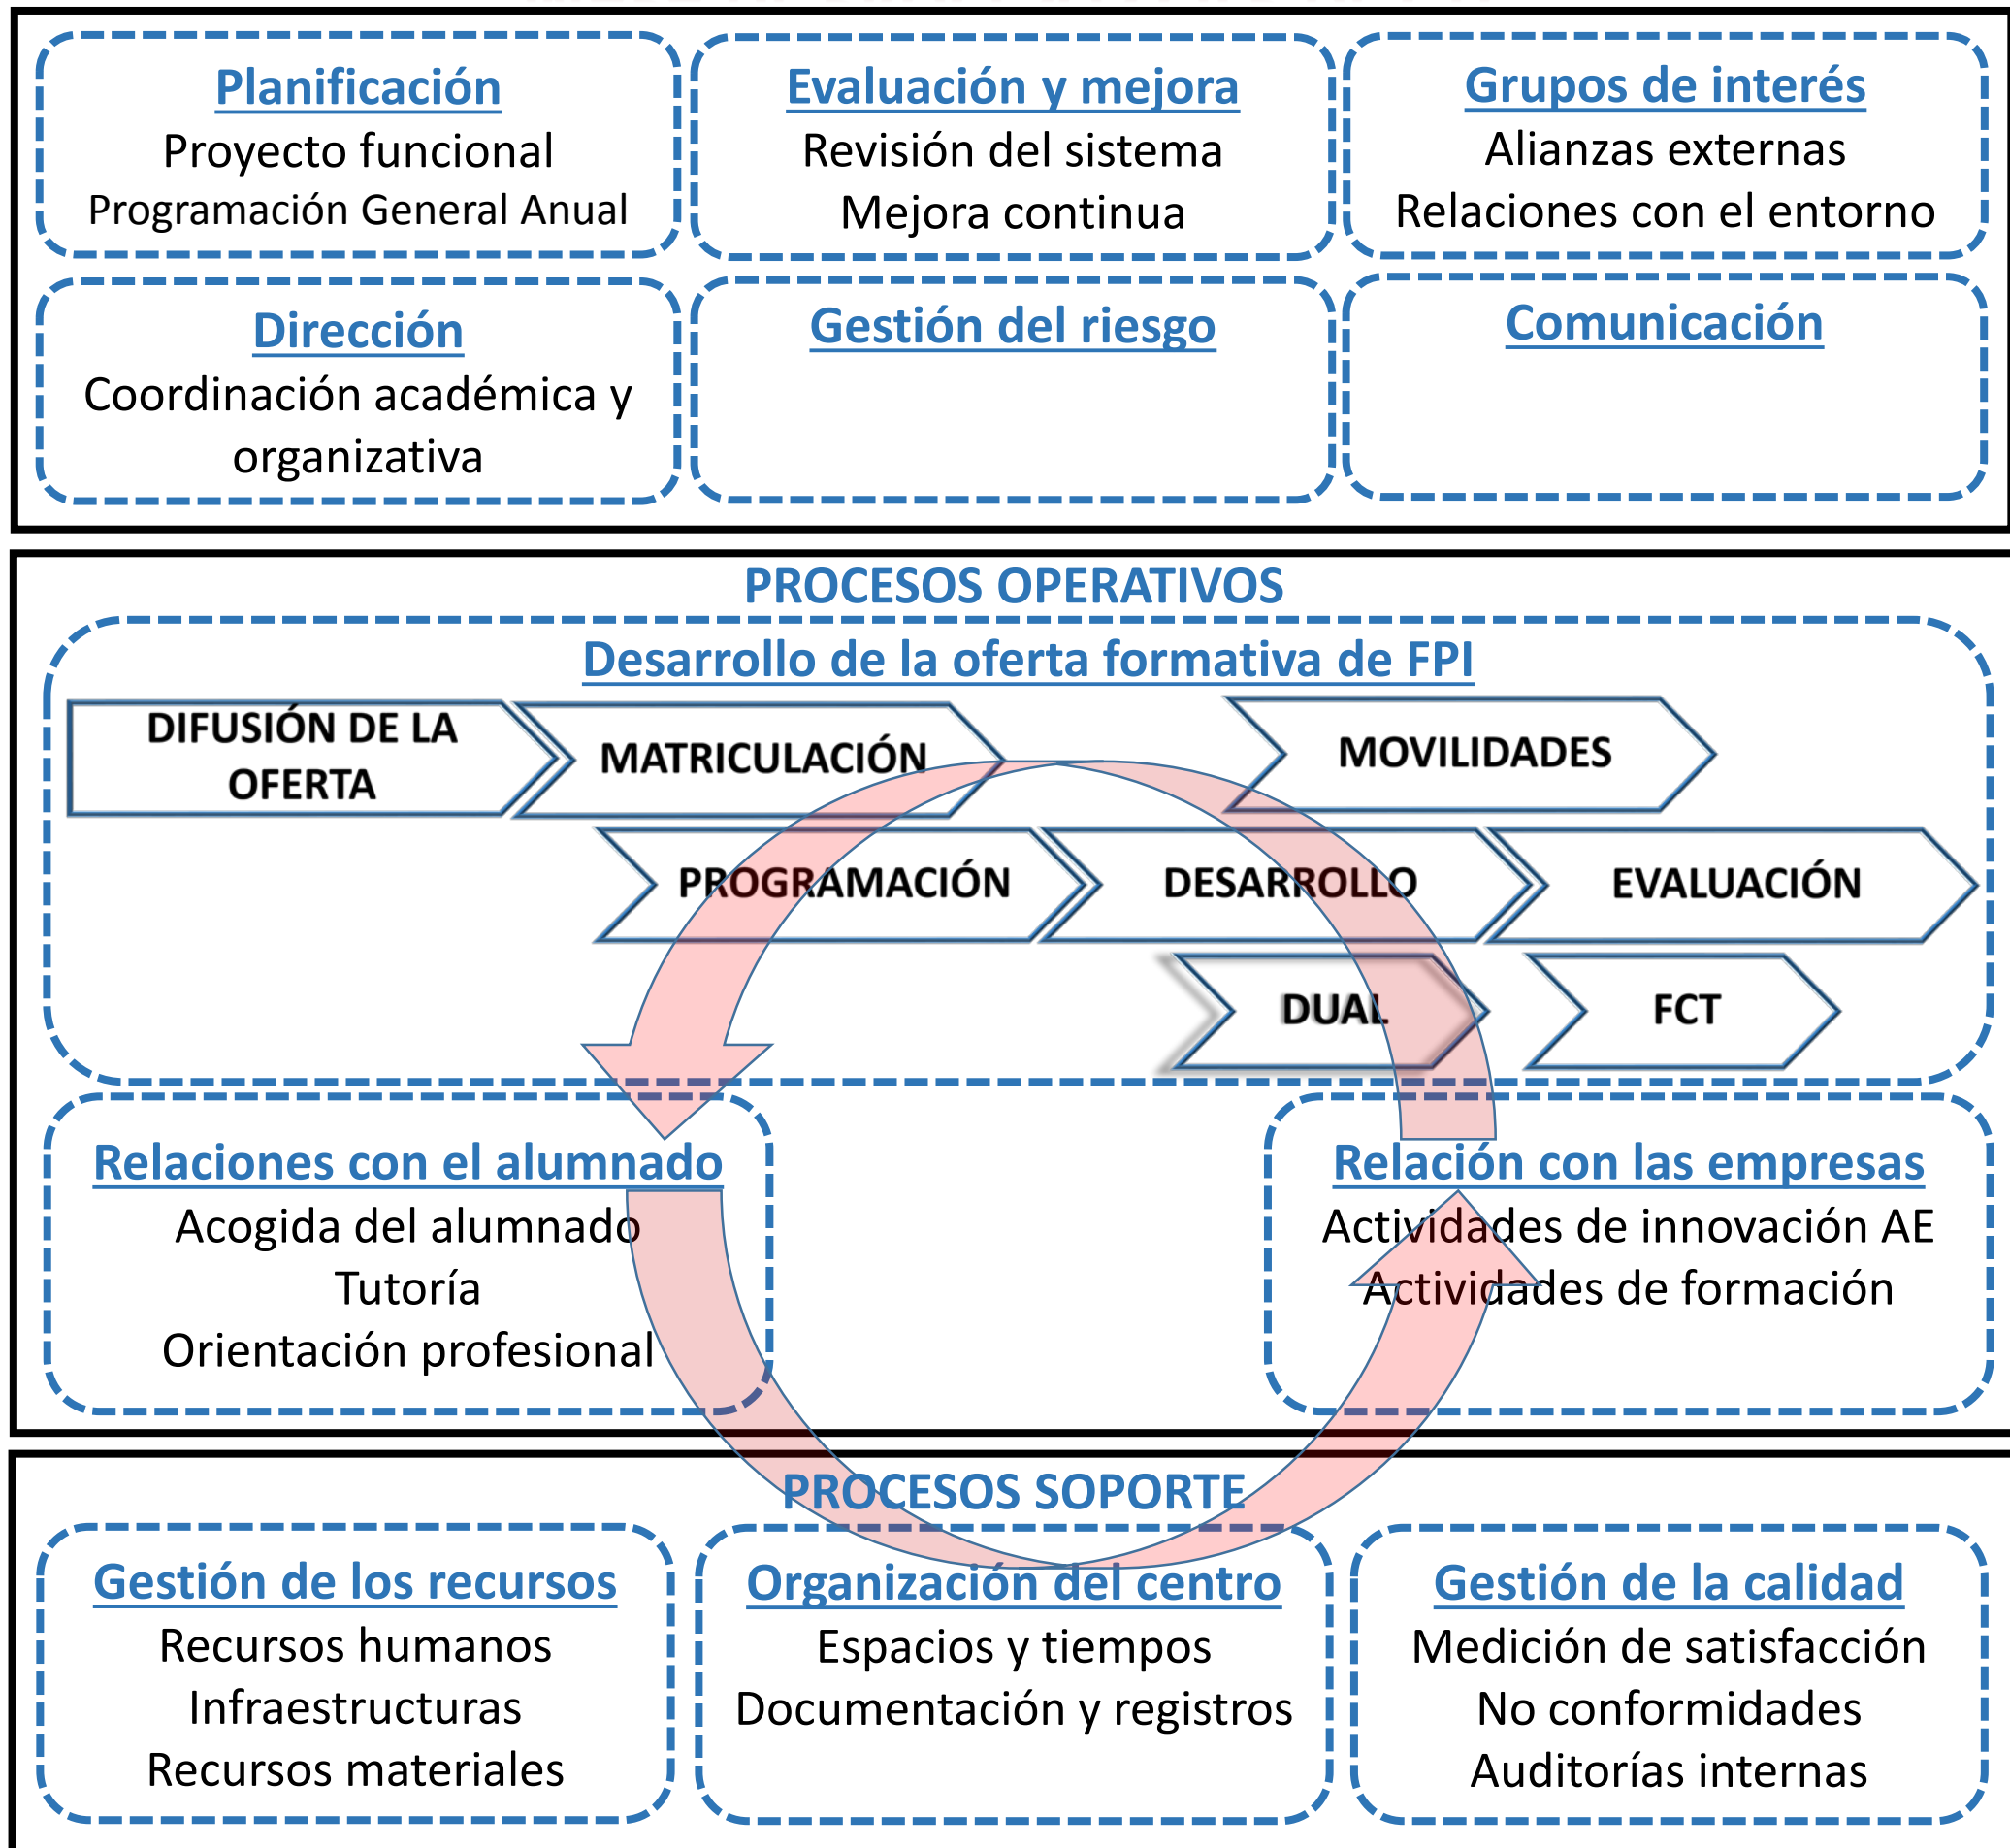 Planificación
Proyecto funcional
Programación General Anual
Evaluación y mejora
Revisión del sistema
Mejora continua
Grupos de interés
Alianzas externas
Relaciones con el entorno
Dirección
Coordinación académica y
organizativa
Gestión del riesgo
Comunicación
PROCESOS OPERATIVOS
Desarrollo de la oferta formativa de FPI
DIFUSIÓN DE LA
OFERTA
MATRICULACIÓN
MOVILIDADES
PROGRAMACIÓN
DESARROLLO
EVALUACIÓN
DUAL
FCT
Relaciones con el alumnado
Acogida del alumnado
Tutoría
Orientación profesional
Relación con las empresas
Actividades de innovación AE
Actividades de formación
PROCESOS SOPORTE
Gestión de los recursos
Recursos humanos
Infraestructuras
Recursos materiales
Organización del centro
Espacios y tiempos
Documentación y registros
Gestión de la calidad
Medición de satisfacción
No conformidades
Auditorías internas